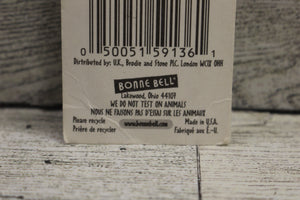 0 50051 59136 1
Distributed by: U.K., Brodie and Stone PLC. London WC1X 0HH
BONNE BELL®
Lakewood, Ohio 44107
WE DO NOT TEST ON ANIMALS
NOUS NE FAISONS PAS D'ESSAI SUR LES ANIMAUX
Please recycle
Made in U.S.A.
Prière de recycler
www.bonnebell.com
Fabriqué aux É.-U.